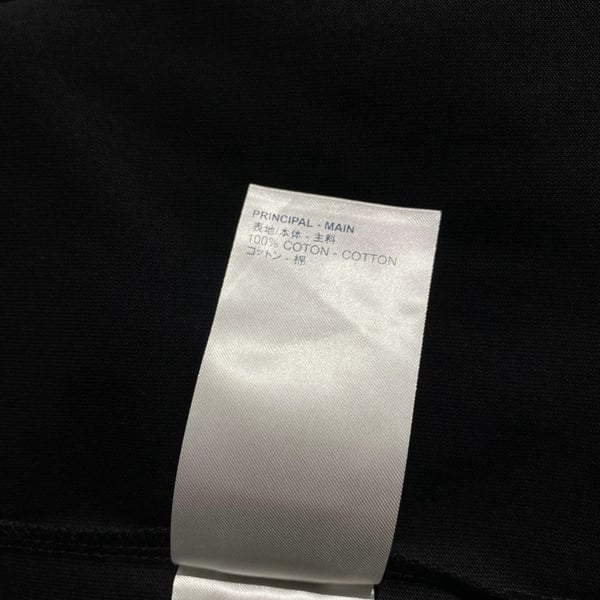 PRINCIPAL - MAIN
表地/本体 - 主料
100% COTON - COTTON
コットン - 棉